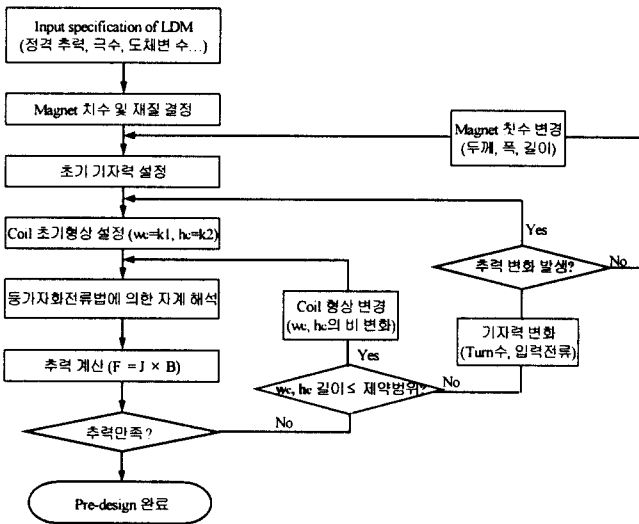 Input specification of LDM
(정격 추력, 극수, 도체변 수...)
Magnet 치수 및 재질 결정
Magnet 칫수 변경
(두께, 폭, 길이)
초기 기자력 설정
Coil 초기형상 설정 (wc=k1, hc=k2)
Yes
추력 변화 발생?
No
등가자화전류법에 의한 자계 해석
Coil 형상 변경
(wc, hc의 비 변화)
기자력 변화
(Turn수, 입력전류)
추력 계산 (F = J × B)
Yes
wc, hc 길이 ≤ 제약범위?
No
추력만족?
No
Pre-design 완료